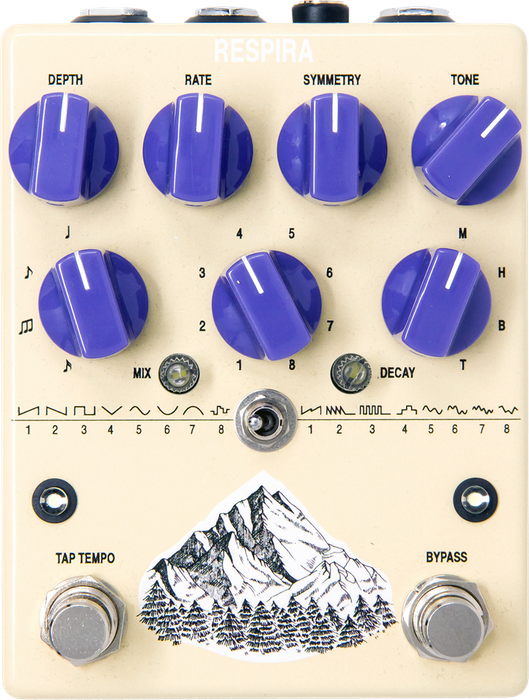 RESPIRA
DEPTH RATE SYMMETRY TONE
4 5 M
3 6 H
2 7 B
1 8 T
MIX DECAY
1 2 3 4 5 6 7 8 1 2 3 4 5 6 7 8
TAP TEMPO BYPASS